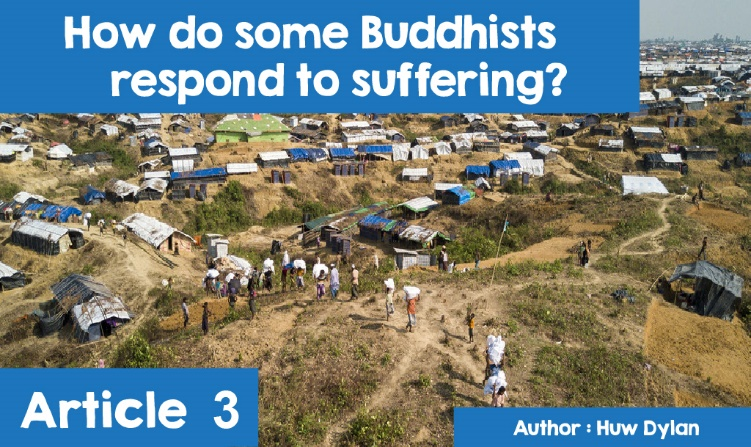 How do some Buddhists
respond to suffering?
Article 3
Author : Huw Dylan